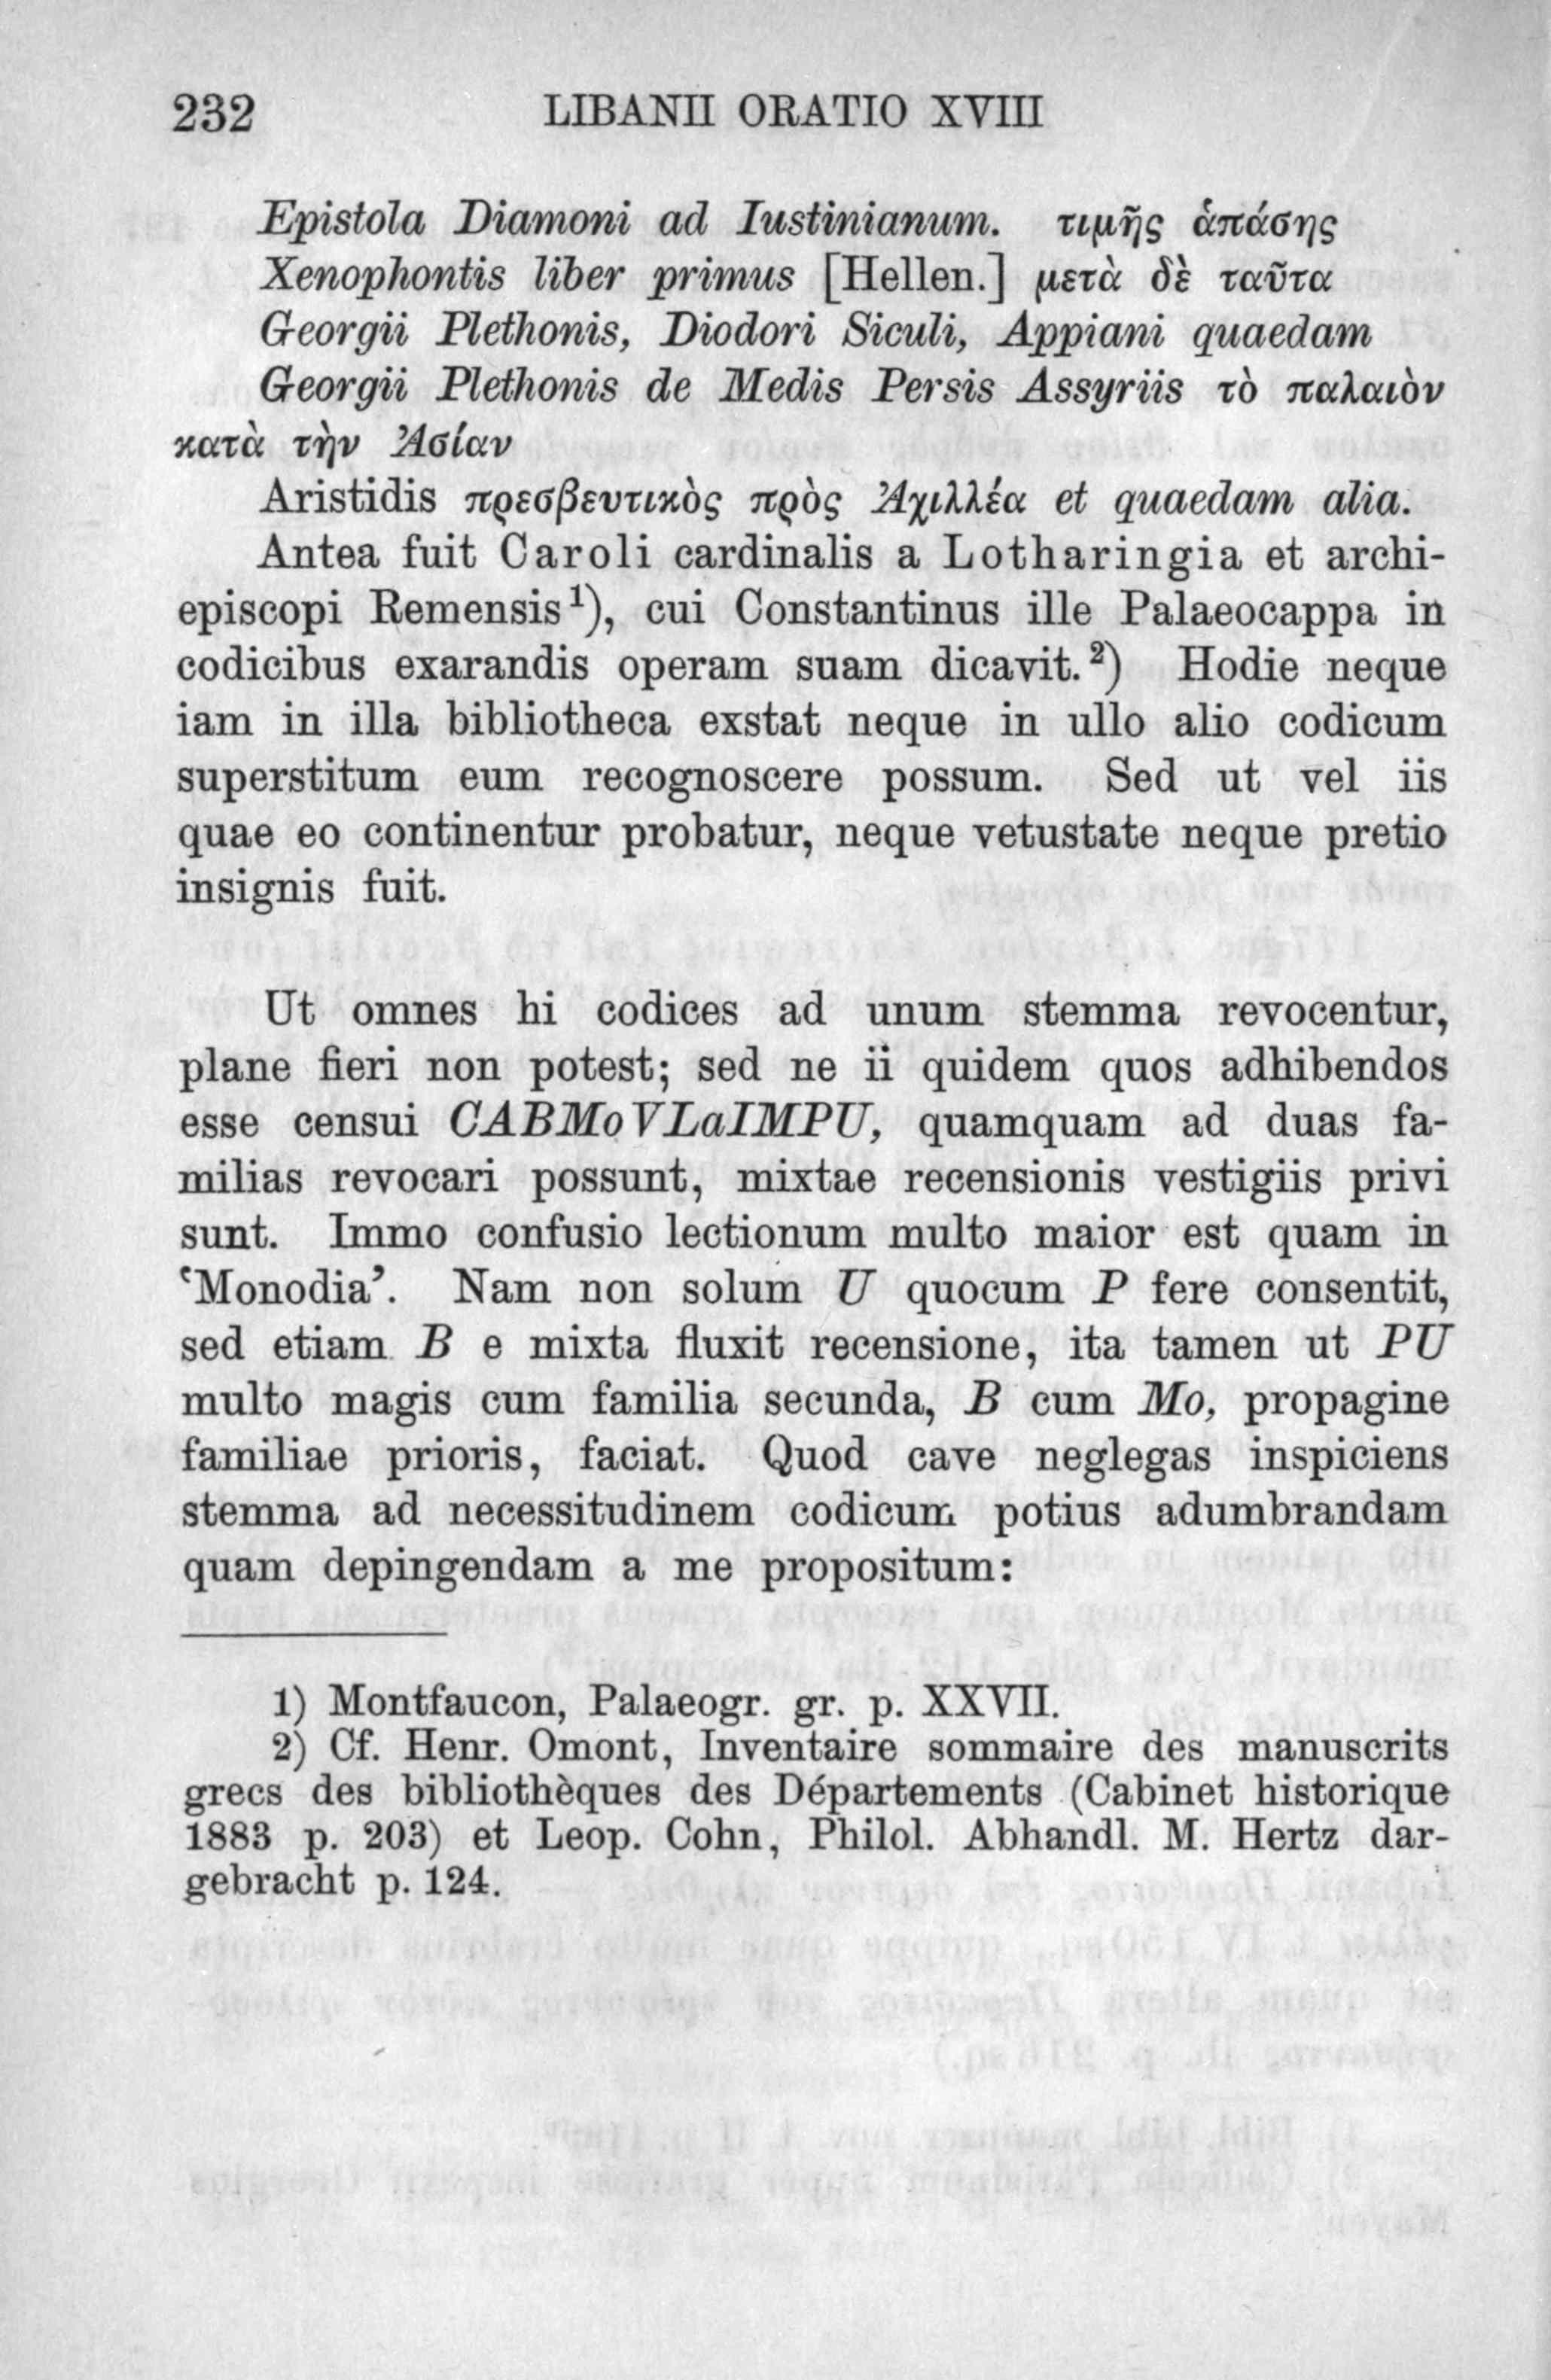 232 LIBANII ORATIO XVIII
Epistola Diamoni ad Iustinianum. τιμῆς ἁπάσης
Xenophontis liber primus [Hellen.] μετὰ δὲ ταῦτα
Georgii Plethonis, Diodori Siculi, Appiani quaedam
Georgii Plethonis de Medis Persis Assyriis τὸ παλαιὸν
κατὰ τὴν Ἀσίαν
Aristidis πρεσβευτικὸς πρὸς Ἀχιλλέα et quaedam alia.
Antea fuit Caroli cardinalis a Lotharingia et archi-
episcopi Remensis¹), cui Constantinus ille Palaeocappa in
codicibus exarandis operam suam dicavit.²) Hodie neque
iam in illa bibliotheca exstat neque in ullo alio codicum
superstitum eum recognoscere possum. Sed ut vel iis
quae eo continentur probatur, neque vetustate neque pretio
insignis fuit.
Ut omnes hi codices ad unum stemma revocentur,
plane fieri non potest; sed ne ii quidem quos adhibendos
esse censui CABMoVLaIMPU, quamquam ad duas fa-
milias revocari possunt, mixtae recensionis vestigiis privi
sunt. Immo confusio lectionum multo maior est quam in
‘Monodia’. Nam non solum U quocum P fere consentit,
sed etiam B e mixta fluxit recensione, ita tamen ut PU
multo magis cum familia secunda, B cum Mo, propagine
familiae prioris, faciat. Quod cave neglegas inspiciens
stemma ad necessitudinem codicum potius adumbrandam
quam depingendam a me propositum:
1) Montfaucon, Palaeogr. gr. p. XXVII.
2) Cf. Henr. Omont, Inventaire sommaire des manuscrits
grecs des bibliothèques des Départements (Cabinet historique
1883 p. 203) et Leop. Cohn, Philol. Abhandl. M. Hertz dar-
gebracht p. 124.